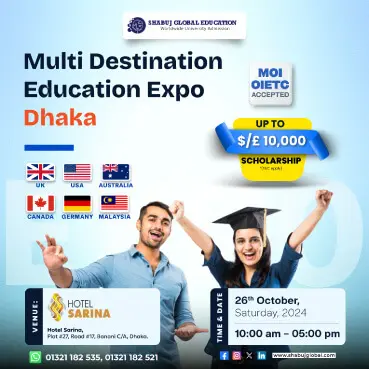 SHABUJ GLOBAL EDUCATION
Worldwide University Admission
Multi Destination
Education Expo
Dhaka
MOI
OIETC
ACCEPTED
UP TO
$/£ 10,000
SCHOLARSHIP
*T&C apply
UK
USA
AUSTRALIA
CANADA
GERMANY
MALAYSIA
VENUE:
HOTEL
SARINA
Hotel Sarina,
Plot #27, Road #17, Banani C/A, Dhaka.
TIME & DATE
26th October,
Saturday, 2024
10:00 am - 05:00 pm
01321 182 535, 01321 182 521
www.shabujglobal.com